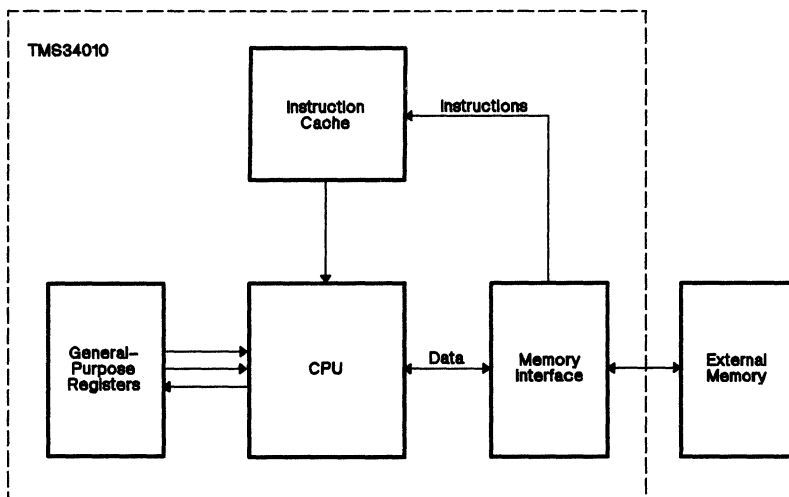 TMS34010
Instruction
Cache
Instructions
General-
Purpose
Registers
CPU
Data
Memory
Interface
External
Memory